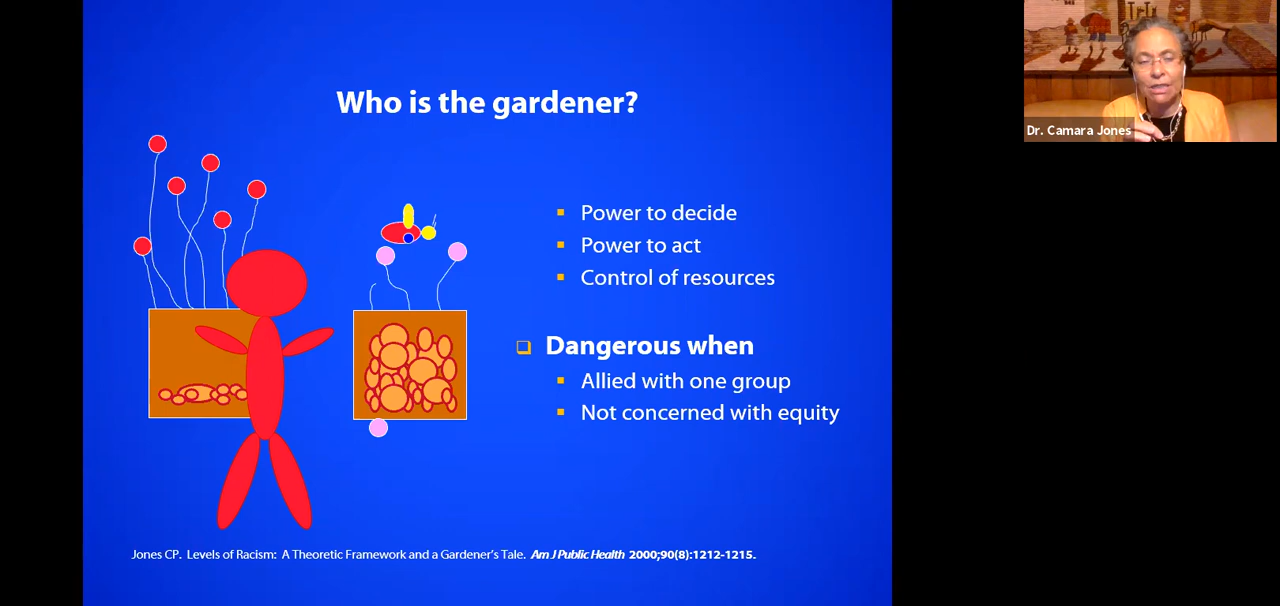 Who is the gardener?
Power to decide
Power to act
Control of resources
Dangerous when
Allied with one group
Not concerned with equity
Jones CP. Levels of Racism: A Theoretic Framework and a Gardener's Tale. Am J Public Health 2000;90(8):1212-1215.
Dr. Camara Jones